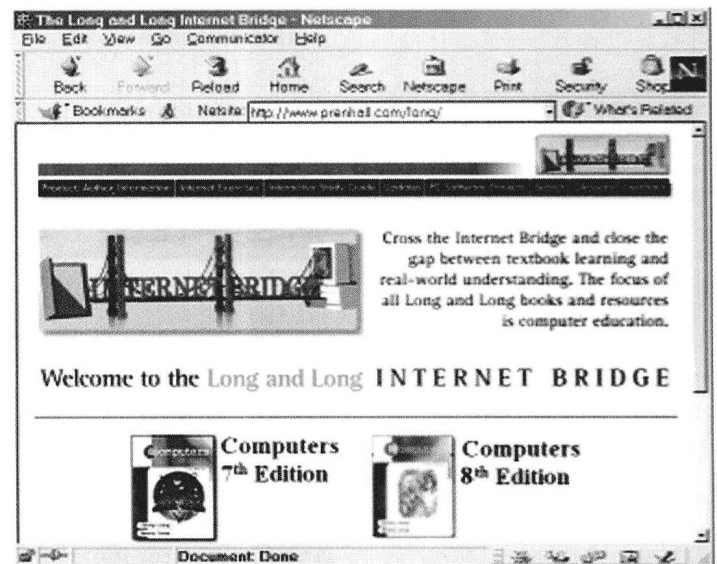 The Long and Long Internet Bridge - Netscape
File Edit View Go Communicator Help
Back Forward Reload Home Search Netscape Print Security Shop N
Bookmarks Netsite: http://www.prenhall.com/long/ What's Related
INTERNET BRIDGE
Cross the Internet Bridge and close the
gap between textbook learning and
real-world understanding. The focus of
all Long and Long books and resources
is computer education.
Welcome to the Long and Long INTERNET BRIDGE
Computers
Computers
7th Edition
Computers
8th Edition
Document: Done